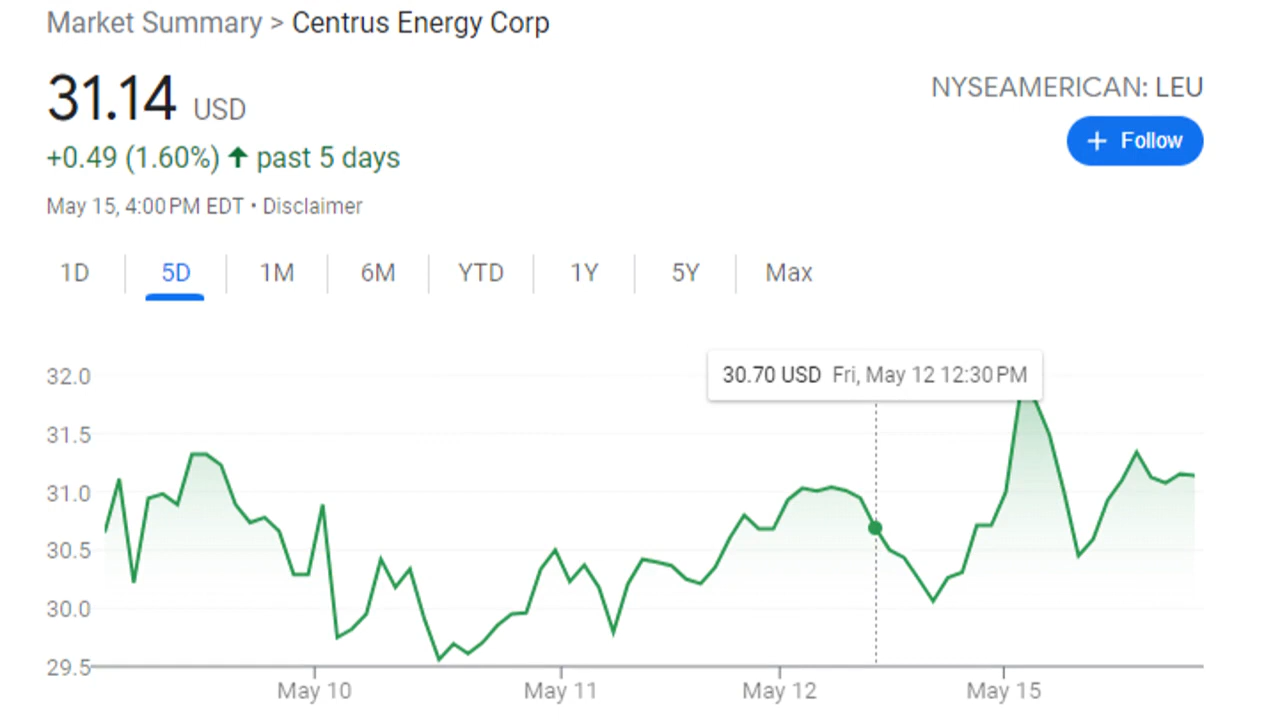 Market Summary > Centrus Energy Corp
31.14 USD
NYSEAMERICAN: LEU
+ Follow
+0.49 (1.60%) ↑ past 5 days
May 15, 4:00 PM EDT • Disclaimer
1D 5D 1M 6M YTD 1Y 5Y Max
30.70 USD Fri, May 12 12:30 PM
32.0
31.5
31.0
30.5
30.0
29.5
May 10 May 11 May 12 May 15